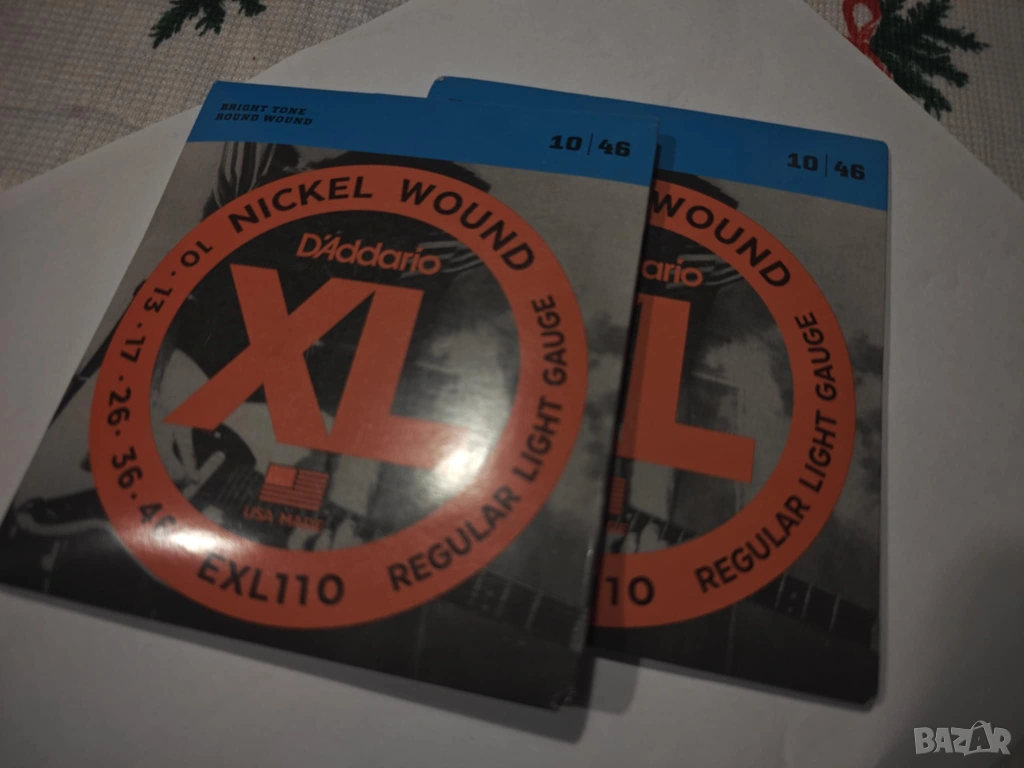 BRIGHT TONE
ROUND WOUND
10 | 46
NICKEL WOUND
D'Addario
XL
10 · 13 · 17 · 26 · 36 · 46
USA MADE
EXL110
REGULAR LIGHT GAUGE
10 | 46
WOUND
ario
L
10
REGULAR LIGHT GAUGE
BAZAR